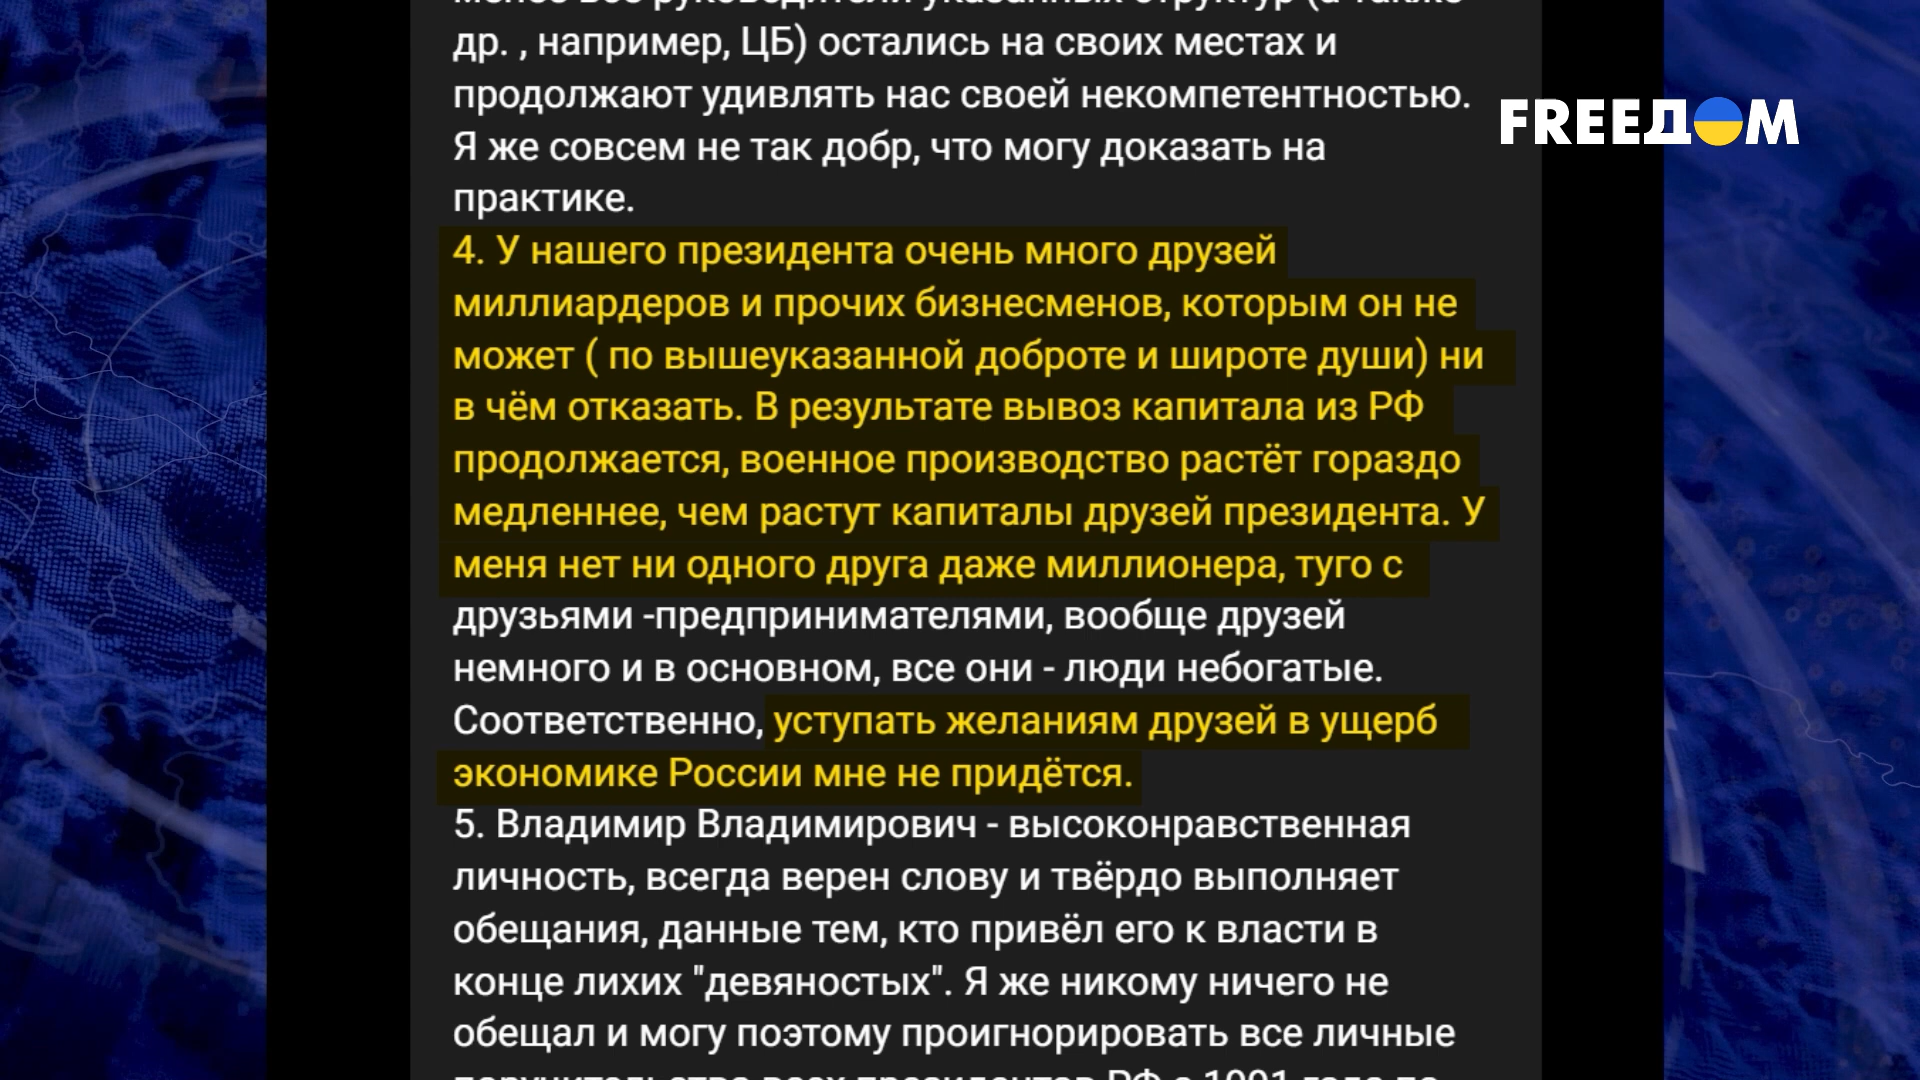 менее все руководители указанных структур (а также
др. , например, ЦБ) остались на своих местах и
продолжают удивлять нас своей некомпетентностью.
Я же совсем не так добр, что могу доказать на
практике.
4. У нашего президента очень много друзей
миллиардеров и прочих бизнесменов, которым он не
может ( по вышеуказанной доброте и широте души) ни
в чём отказать. В результате вывоз капитала из РФ
продолжается, военное производство растёт гораздо
медленнее, чем растут капиталы друзей президента. У
меня нет ни одного друга даже миллионера, туго с
друзьями -предпринимателями, вообще друзей
немного и в основном, все они - люди небогатые.
Соответственно, уступать желаниям друзей в ущерб
экономике России мне не придётся.
5. Владимир Владимирович - высоконравственная
личность, всегда верен слову и твёрдо выполняет
обещания, данные тем, кто привёл его к власти в
конце лихих "девяностых". Я же никому ничего не
обещал и могу поэтому проигнорировать все личные
FREEДOM